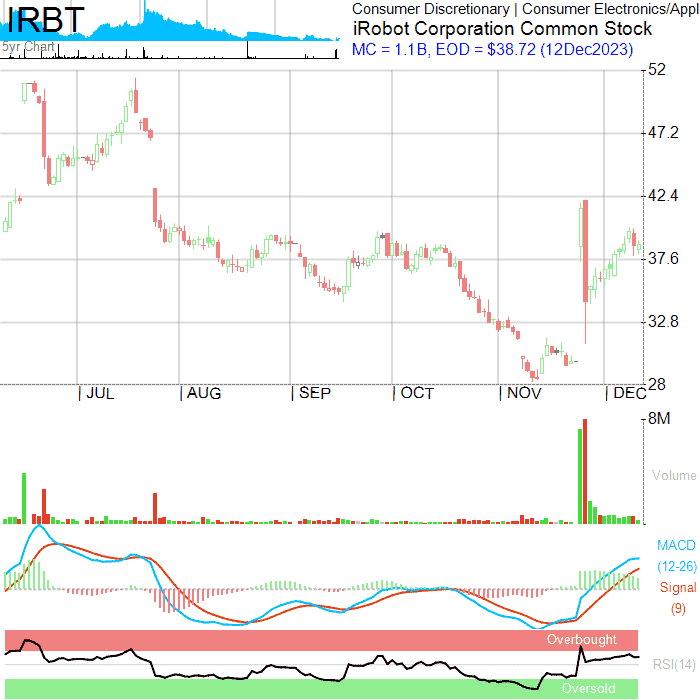 IRBT
5yr Chart
Consumer Discretionary | Consumer Electronics/Appl
iRobot Corporation Common Stock
MC = 1.1B, EOD = $38.72 (12Dec2023)
52
47.2
42.4
37.6
32.8
28
| JUL | AUG | SEP | OCT | NOV | DEC
8M
Volume
MACD
(12-26)
Signal
(9)
Overbought
RSI(14)
Oversold